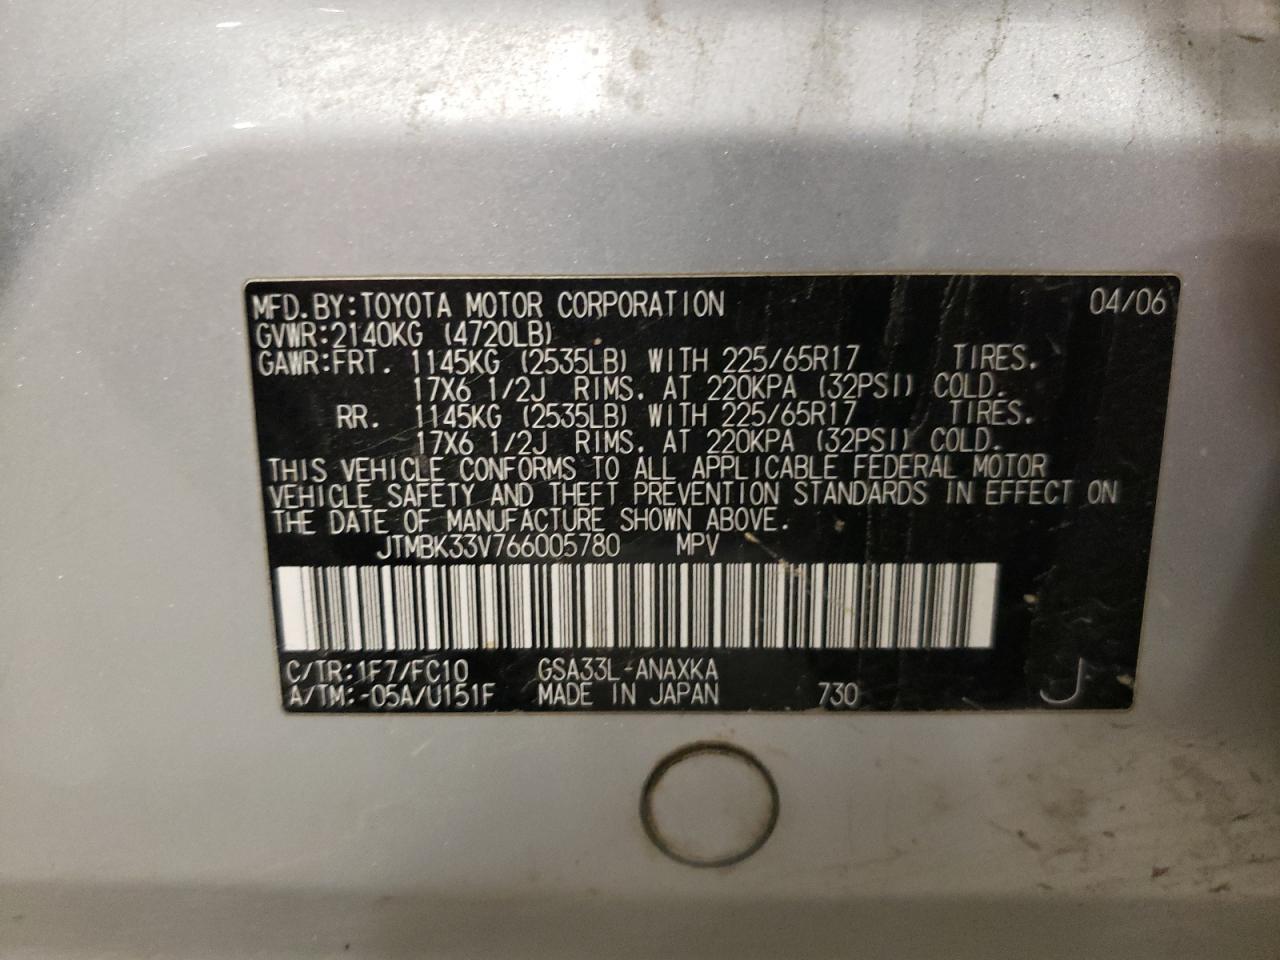 MFD.BY:TOYOTA MOTOR CORPORATION 04/06
GVWR:2140KG (4720LB)
GAWR:FRT. 1145KG (2535LB) WITH 225/65R17 TIRES.
17X6 1/2J RIMS. AT 220KPA (32PSI) COLD.
RR. 1145KG (2535LB) WITH 225/65R17 TIRES.
17X6 1/2J RIMS. AT 220KPA (32PSI) COLD.
THIS VEHICLE CONFORMS TO ALL APPLICABLE FEDERAL MOTOR
VEHICLE SAFETY AND THEFT PREVENTION STANDARDS IN EFFECT ON
THE DATE OF MANUFACTURE SHOWN ABOVE.
JTMBK33V766005780 MPV
C/TR:1F7/FC10 GSA33L-ANAXKA
A/TM:-05A/U151F MADE IN JAPAN 730 J